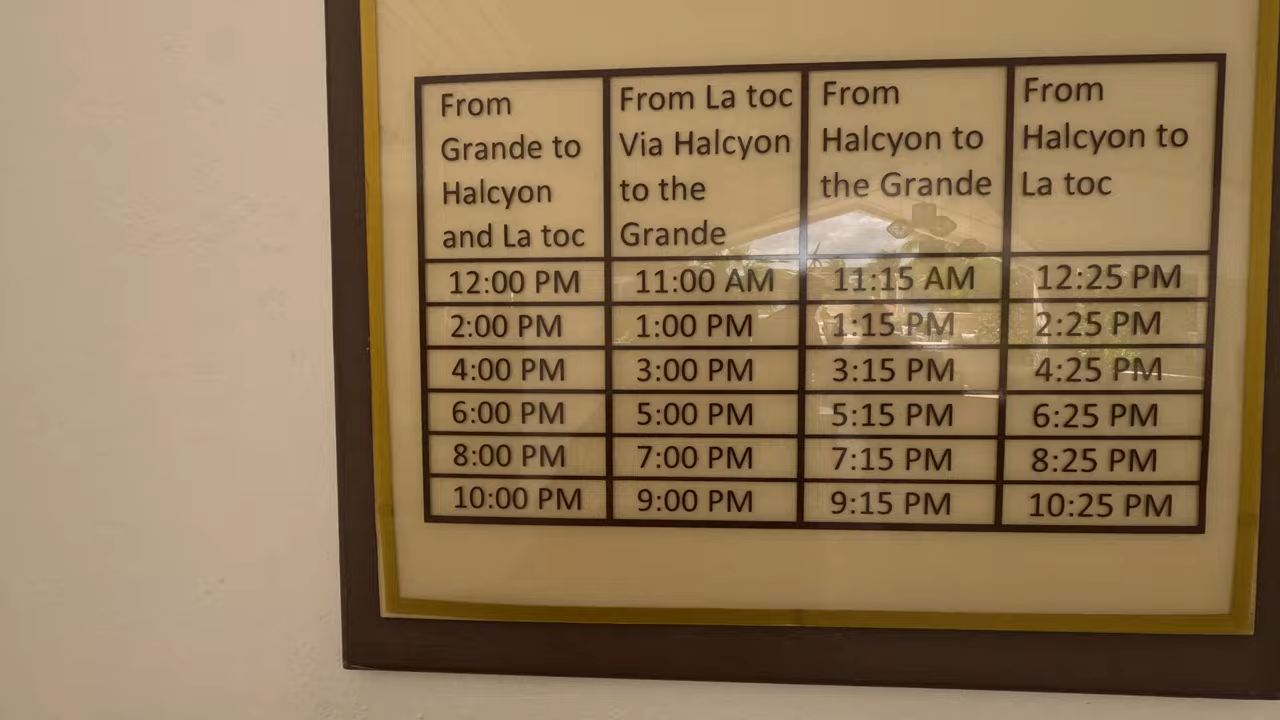 From
Grande to
Halcyon
and La toc
From La toc
Via Halcyon
to the
Grande
From
Halcyon to
the Grande
From
Halcyon to
La toc
12:00 PM 11:00 AM 11:15 AM 12:25 PM
2:00 PM 1:00 PM 1:15 PM 2:25 PM
4:00 PM 3:00 PM 3:15 PM 4:25 PM
6:00 PM 5:00 PM 5:15 PM 6:25 PM
8:00 PM 7:00 PM 7:15 PM 8:25 PM
10:00 PM 9:00 PM 9:15 PM 10:25 PM